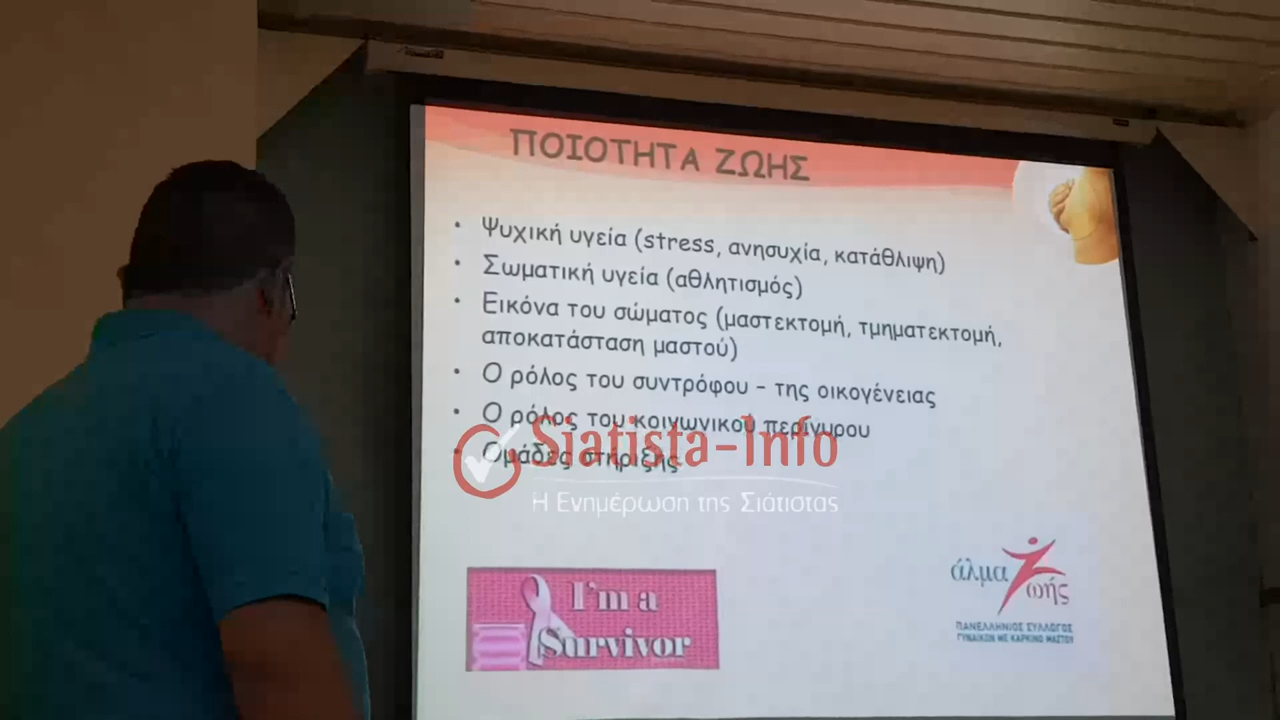 ΠΟΙΟΤΗΤΑ ΖΩΗΣ
• Ψυχική υγεία (stress, ανησυχία, κατάθλιψη)
• Σωματική υγεία (αθλητισμός)
• Εικόνα του σώματος (μαστεκτομή, τμηματεκτομή,
αποκατάσταση μαστού)
• Ο ρόλος του συντρόφου – της οικογένειας
• Ο ρόλος του κοινωνικού περίγυρου
• Ομάδες στήριξης
Siatista-Info
Η Ενημέρωση της Σιάτιστας
I'm a
Survivor
άλμα
Ζωής
ΠΑΝΕΛΛΗΝΙΟΣ ΣΥΛΛΟΓΟΣ
ΓΥΝΑΙΚΩΝ ΜΕ ΚΑΡΚΙΝΟ ΜΑΣΤΟΥ